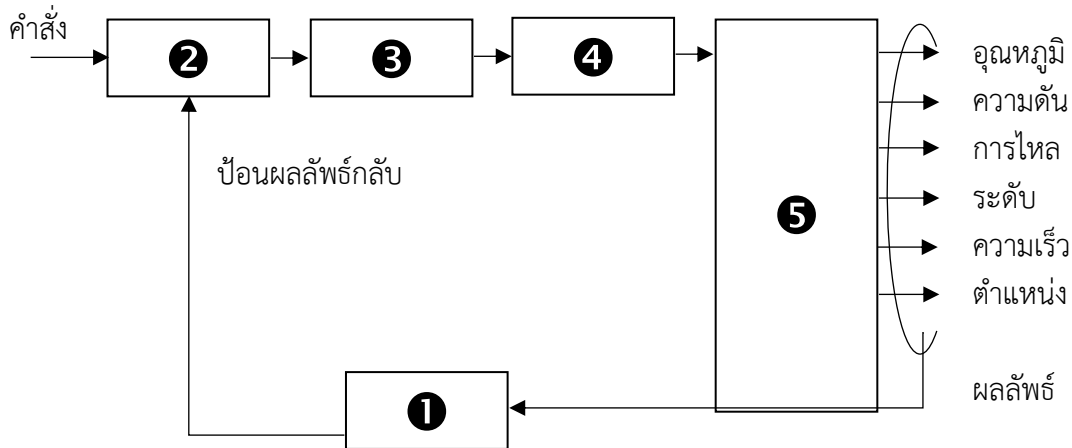 คำสั่ง
❷
❸
❹
❺
อุณหภูมิ
ความดัน
การไหล
ระดับ
ความเร็ว
ตำแหน่ง
ป้อนผลลัพธ์กลับ
ผลลัพธ์
❶